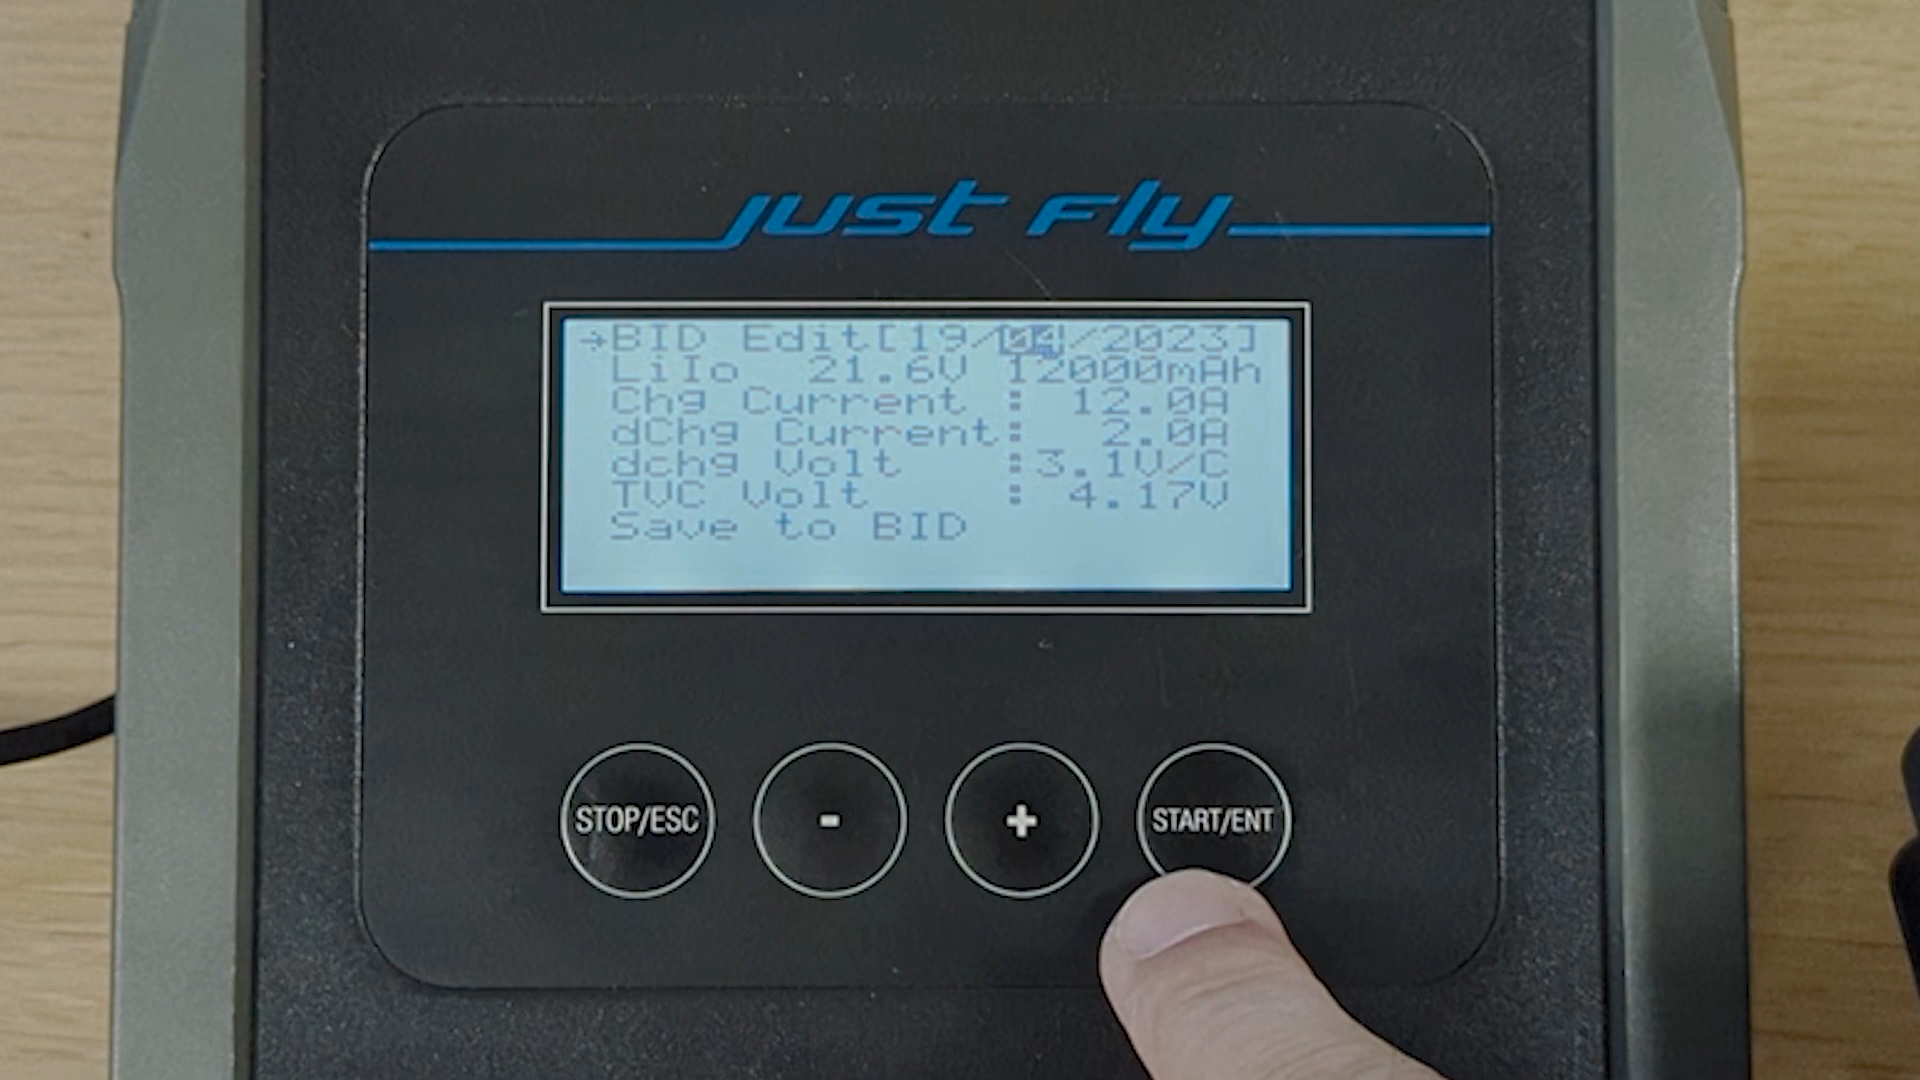 just fly
→BID Edit[19/04/2023]
LiIo 21.6V 12000mAh
Chg Current : 12.0A
dChg Current: 2.0A
dchg Volt :3.1V/C
TVC Volt : 4.17V
Save to BID
STOP/ESC - + START/ENT